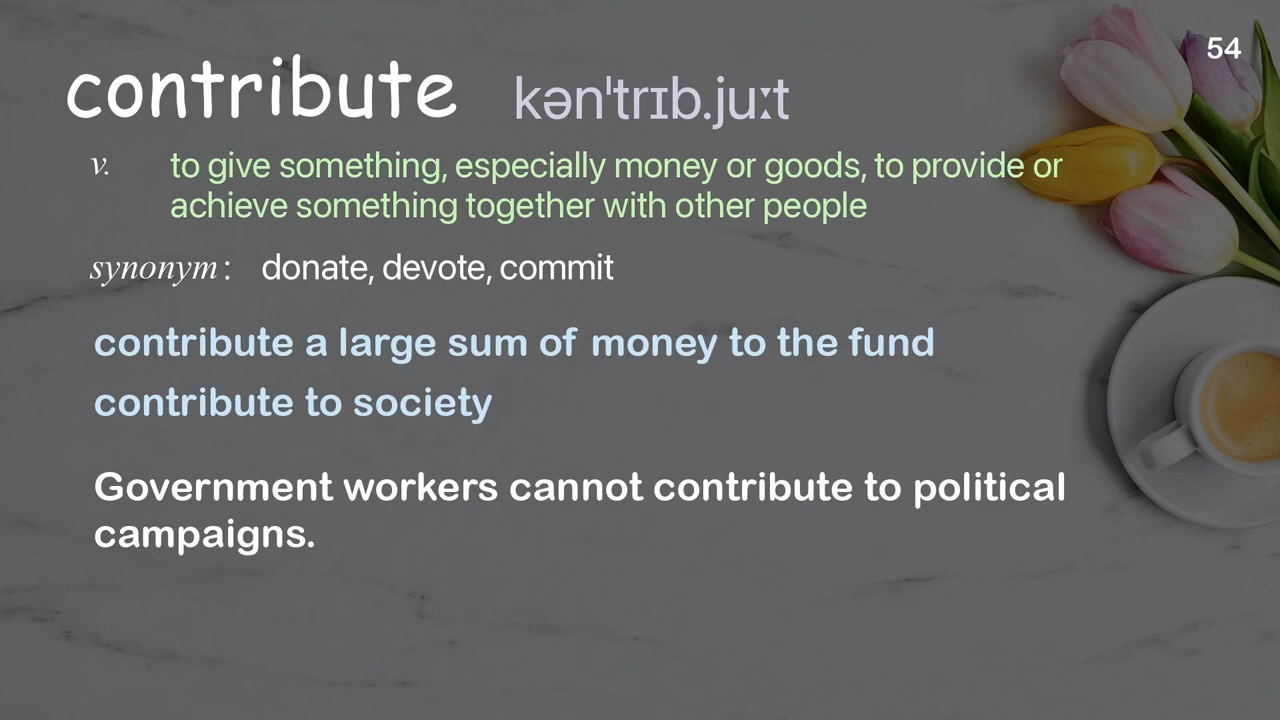 54
contribute kən'trɪb.juːt
v. to give something, especially money or goods, to provide or
achieve something together with other people
synonym : donate, devote, commit
contribute a large sum of money to the fund
contribute to society
Government workers cannot contribute to political
campaigns.